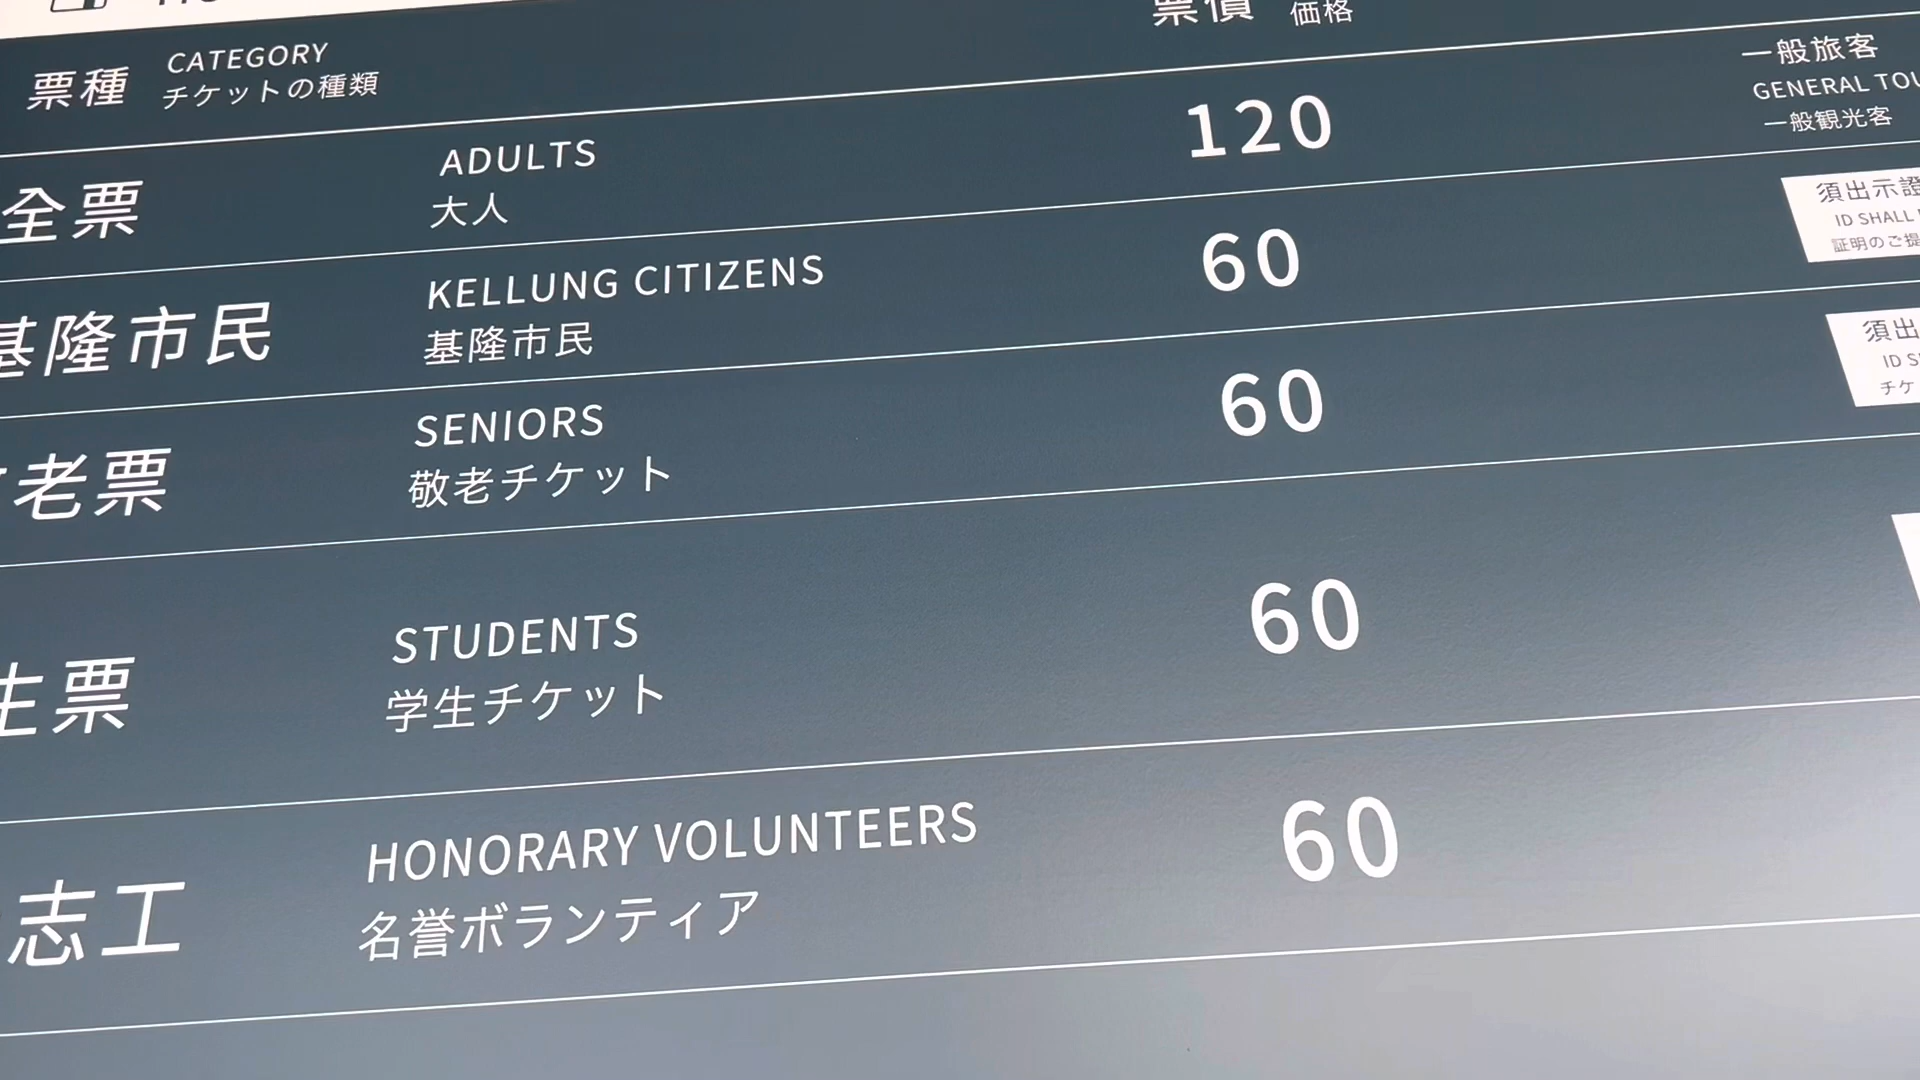 票種
CATEGORY
チケットの種類
票價
価格
全票
ADULTS
大人
120
一般旅客
GENERAL
一般観光客
基隆市民
KELLUNG CITIZENS
基隆市民
60
須出示證
ID SHALL
証明のご提
老票
SENIORS
敬老チケット
60
須出
ID
チケ
生票
STUDENTS
学生チケット
60
志工
HONORARY VOLUNTEERS
名誉ボランティア
60